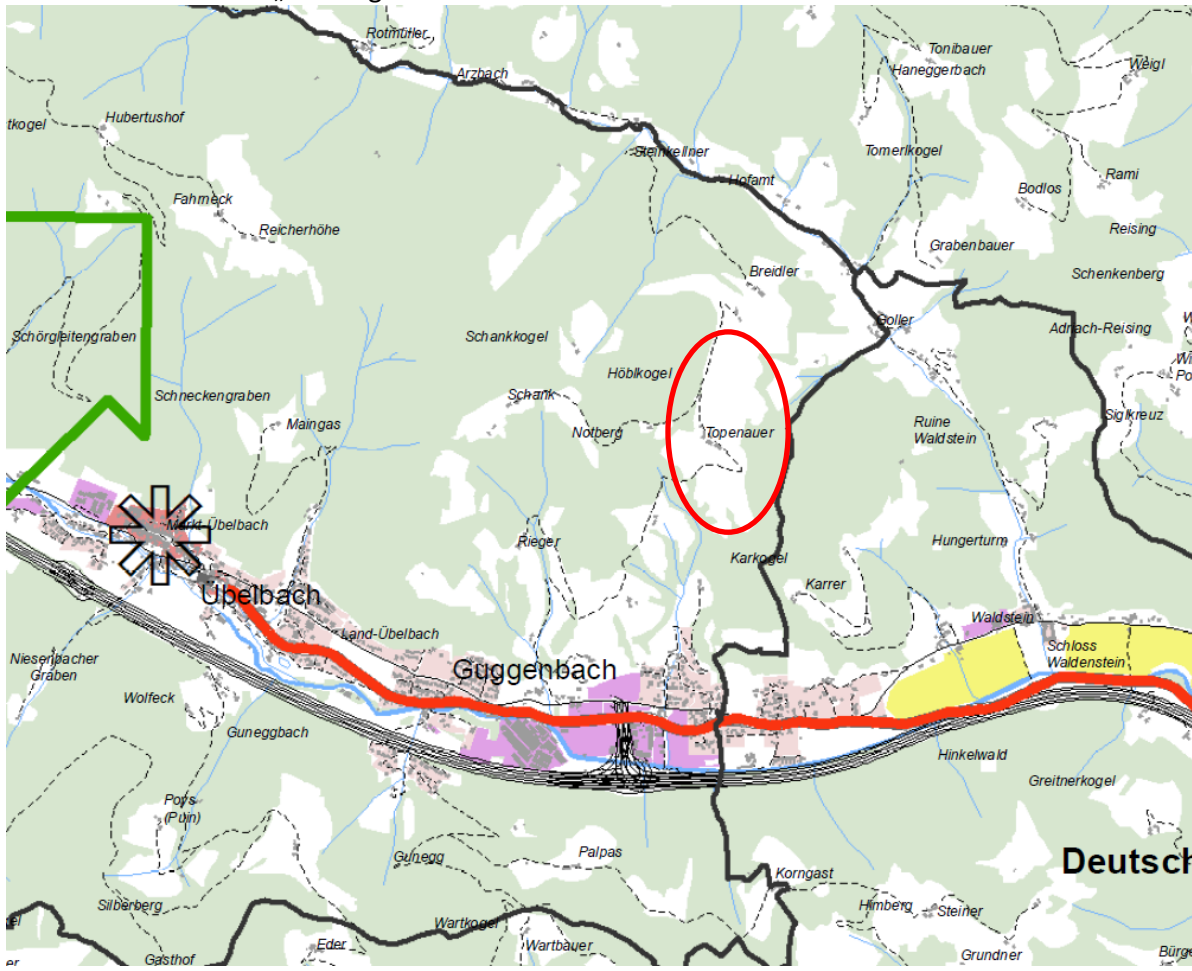 Rotmüller
Tonibauer
Haneggerbach
Weigl
Arzbach
Hubertushof
tkogel
Steinkellner
Tomerlkogel
Hofamt
Rami
Bodlos
Fahrneck
Reicherhöhe
Reising
Grabenbauer
Breidler
Schenkenberg
Goller
Adriach-Reising
Schörgleitengraben
Schankkogel
Höblkogel
Schneckengraben
Schank
Siglkreuz
Maingas
Notberg
Topenauer
Ruine
Waldstein
Markt-Übelbach
Rieger
Hungerturm
Karkogel
Karrer
Übelbach
Waldstein
Land-Übelbach
Schloss
Waldenstein
Niesenbacher
Graben
Guggenbach
Wolfeck
Guneggbach
Hinkelwald
Greitnerkogel
(Puin)
Gunegg
Palpas
Deutsch
Korngast
Silberberg
Himberg
Steiner
Wartkogel
Eder
Wartbauer
Grundner
Bürge
Gasthof
er